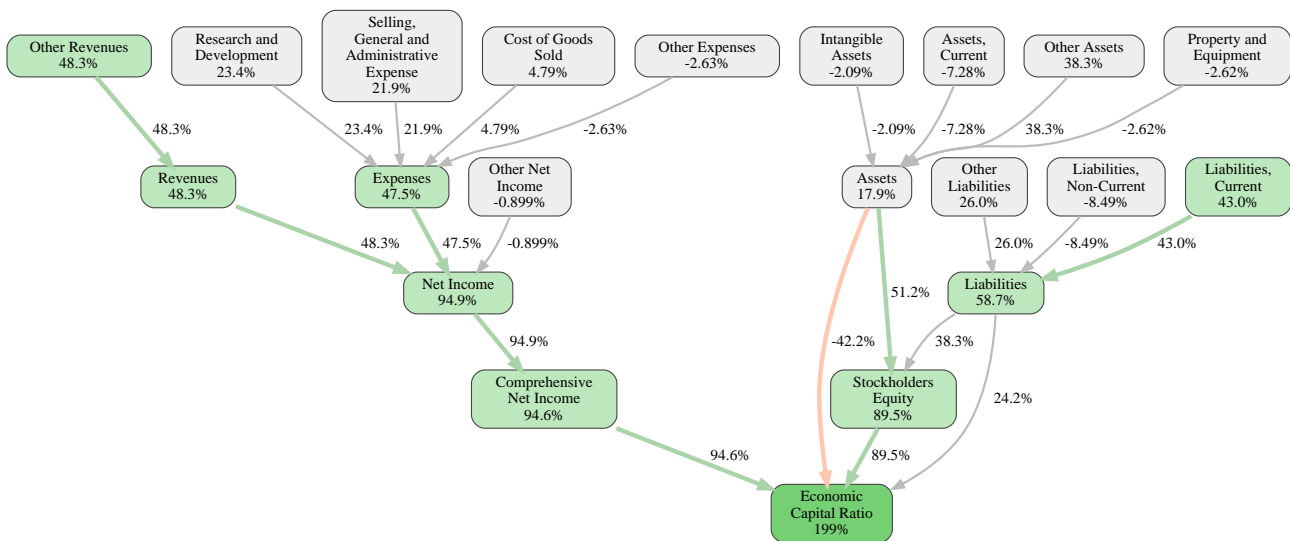 Other Revenues
48.3%
Research and
Development
23.4%
Selling,
General and
Administrative
Expense
21.9%
Cost of Goods
Sold
4.79%
Other Expenses
-2.63%
Intangible
Assets
-2.09%
Assets,
Current
-7.28%
Other Assets
38.3%
Property and
Equipment
-2.62%
48.3%
23.4%
21.9%
4.79%
-2.63%
-2.09%
-7.28%
38.3%
-2.62%
Revenues
48.3%
Expenses
47.5%
Other Net
Income
-0.899%
Assets
17.9%
Other
Liabilities
26.0%
Liabilities,
Non-Current
-8.49%
Liabilities,
Current
43.0%
48.3%
47.5%
-0.899%
26.0%
-8.49%
43.0%
Net Income
94.9%
51.2%
Liabilities
58.7%
94.9%
-42.2%
38.3%
Comprehensive
Net Income
94.6%
Stockholders
Equity
89.5%
24.2%
94.6%
89.5%
Economic
Capital Ratio
199%